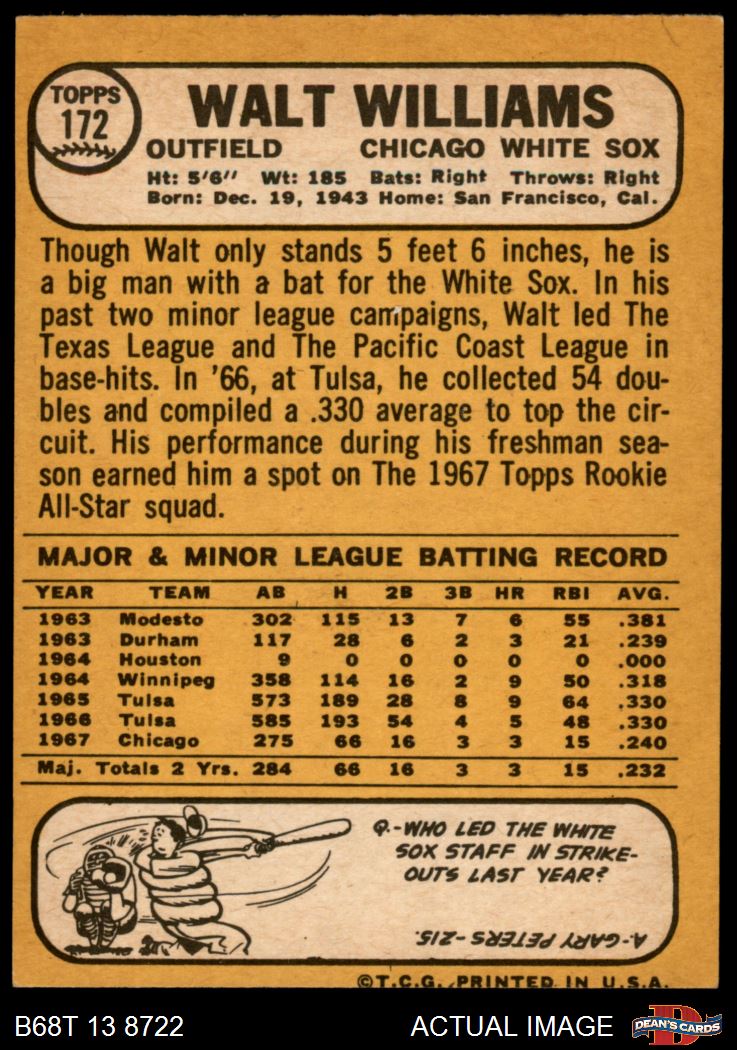 TOPPS
172
WALT WILLIAMS
OUTFIELD CHICAGO WHITE SOX
Ht: 5'6" Wt: 185 Bats: Right Throws: Right
Born: Dec. 19, 1943 Home: San Francisco, Cal.
Though Walt only stands 5 feet 6 inches, he is
a big man with a bat for the White Sox. In his
past two minor league campaigns, Walt led The
Texas League and The Pacific Coast League in
base-hits. In '66, at Tulsa, he collected 54 dou-
bles and compiled a .330 average to top the cir-
cuit. His performance during his freshman sea-
son earned him a spot on The 1967 Topps Rookie
All-Star squad.
MAJOR & MINOR LEAGUE BATTING RECORD
YEAR TEAM AB H 2B 3B HR RBI AVG.
1963 Modesto 302 115 13 7 6 55 .381
1963 Durham 117 28 6 2 3 21 .239
1964 Houston 9 0 0 0 0 0 .000
1964 Winnipeg 358 114 16 2 9 50 .318
1965 Tulsa 573 189 28 8 9 64 .330
1966 Tulsa 585 193 54 4 5 48 .330
1967 Chicago 275 66 16 3 3 15 .240
Maj. Totals 2 Yrs. 284 66 16 3 3 15 .232
Q.-WHO LED THE WHITE
SOX STAFF IN STRIKE-
OUTS LAST YEAR?
A-GARY PETERS-215.
©T.C.G. PRINTED IN U.S.A.
B68T 13 8722 ACTUAL IMAGE DEAN'S CARDS